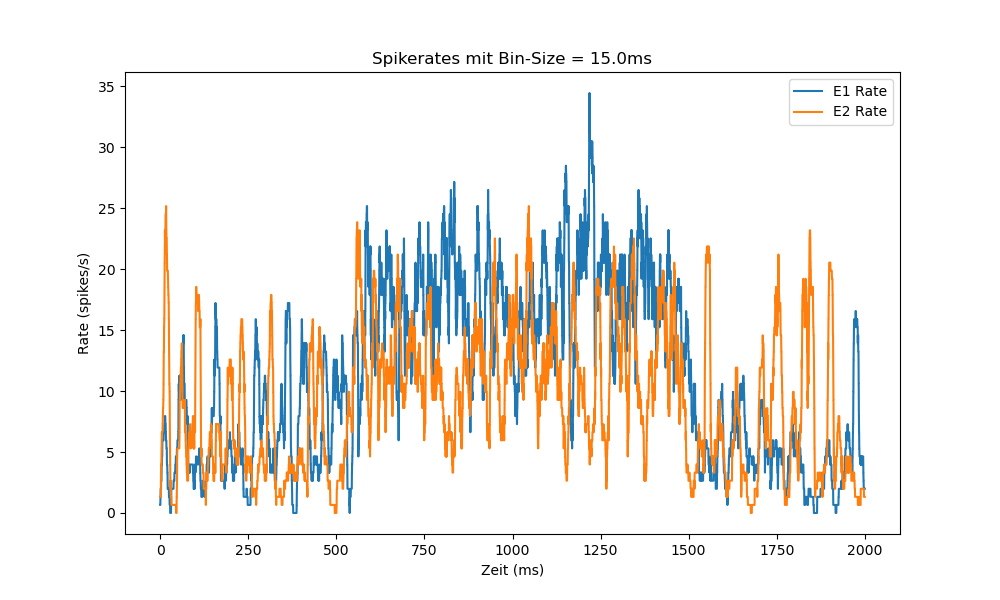 Spikerates mit Bin-Size = 15.0ms
E1 Rate
E2 Rate
35
30
25
20
15
10
5
0
Rate (spikes/s)
0 250 500 750 1000 1250 1500 1750 2000
Zeit (ms)